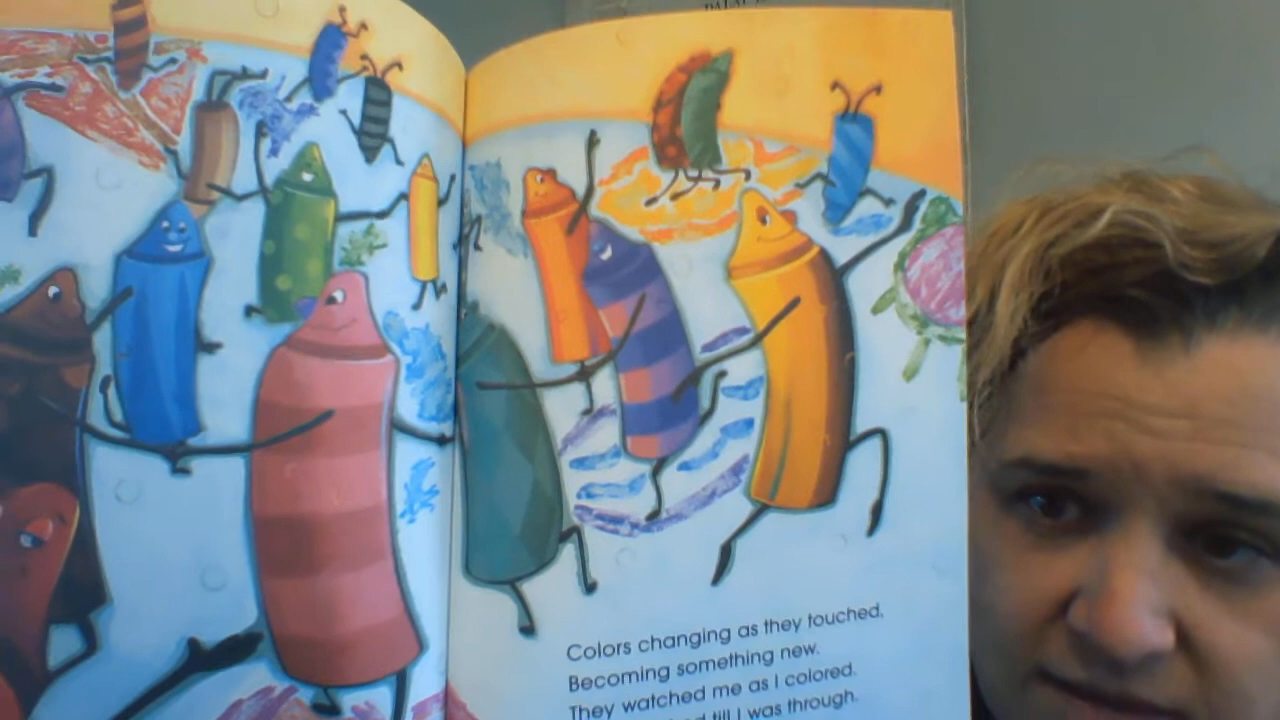 Colors changing as they touched,
Becoming something new.
They watched me as I colored.
till I was through.